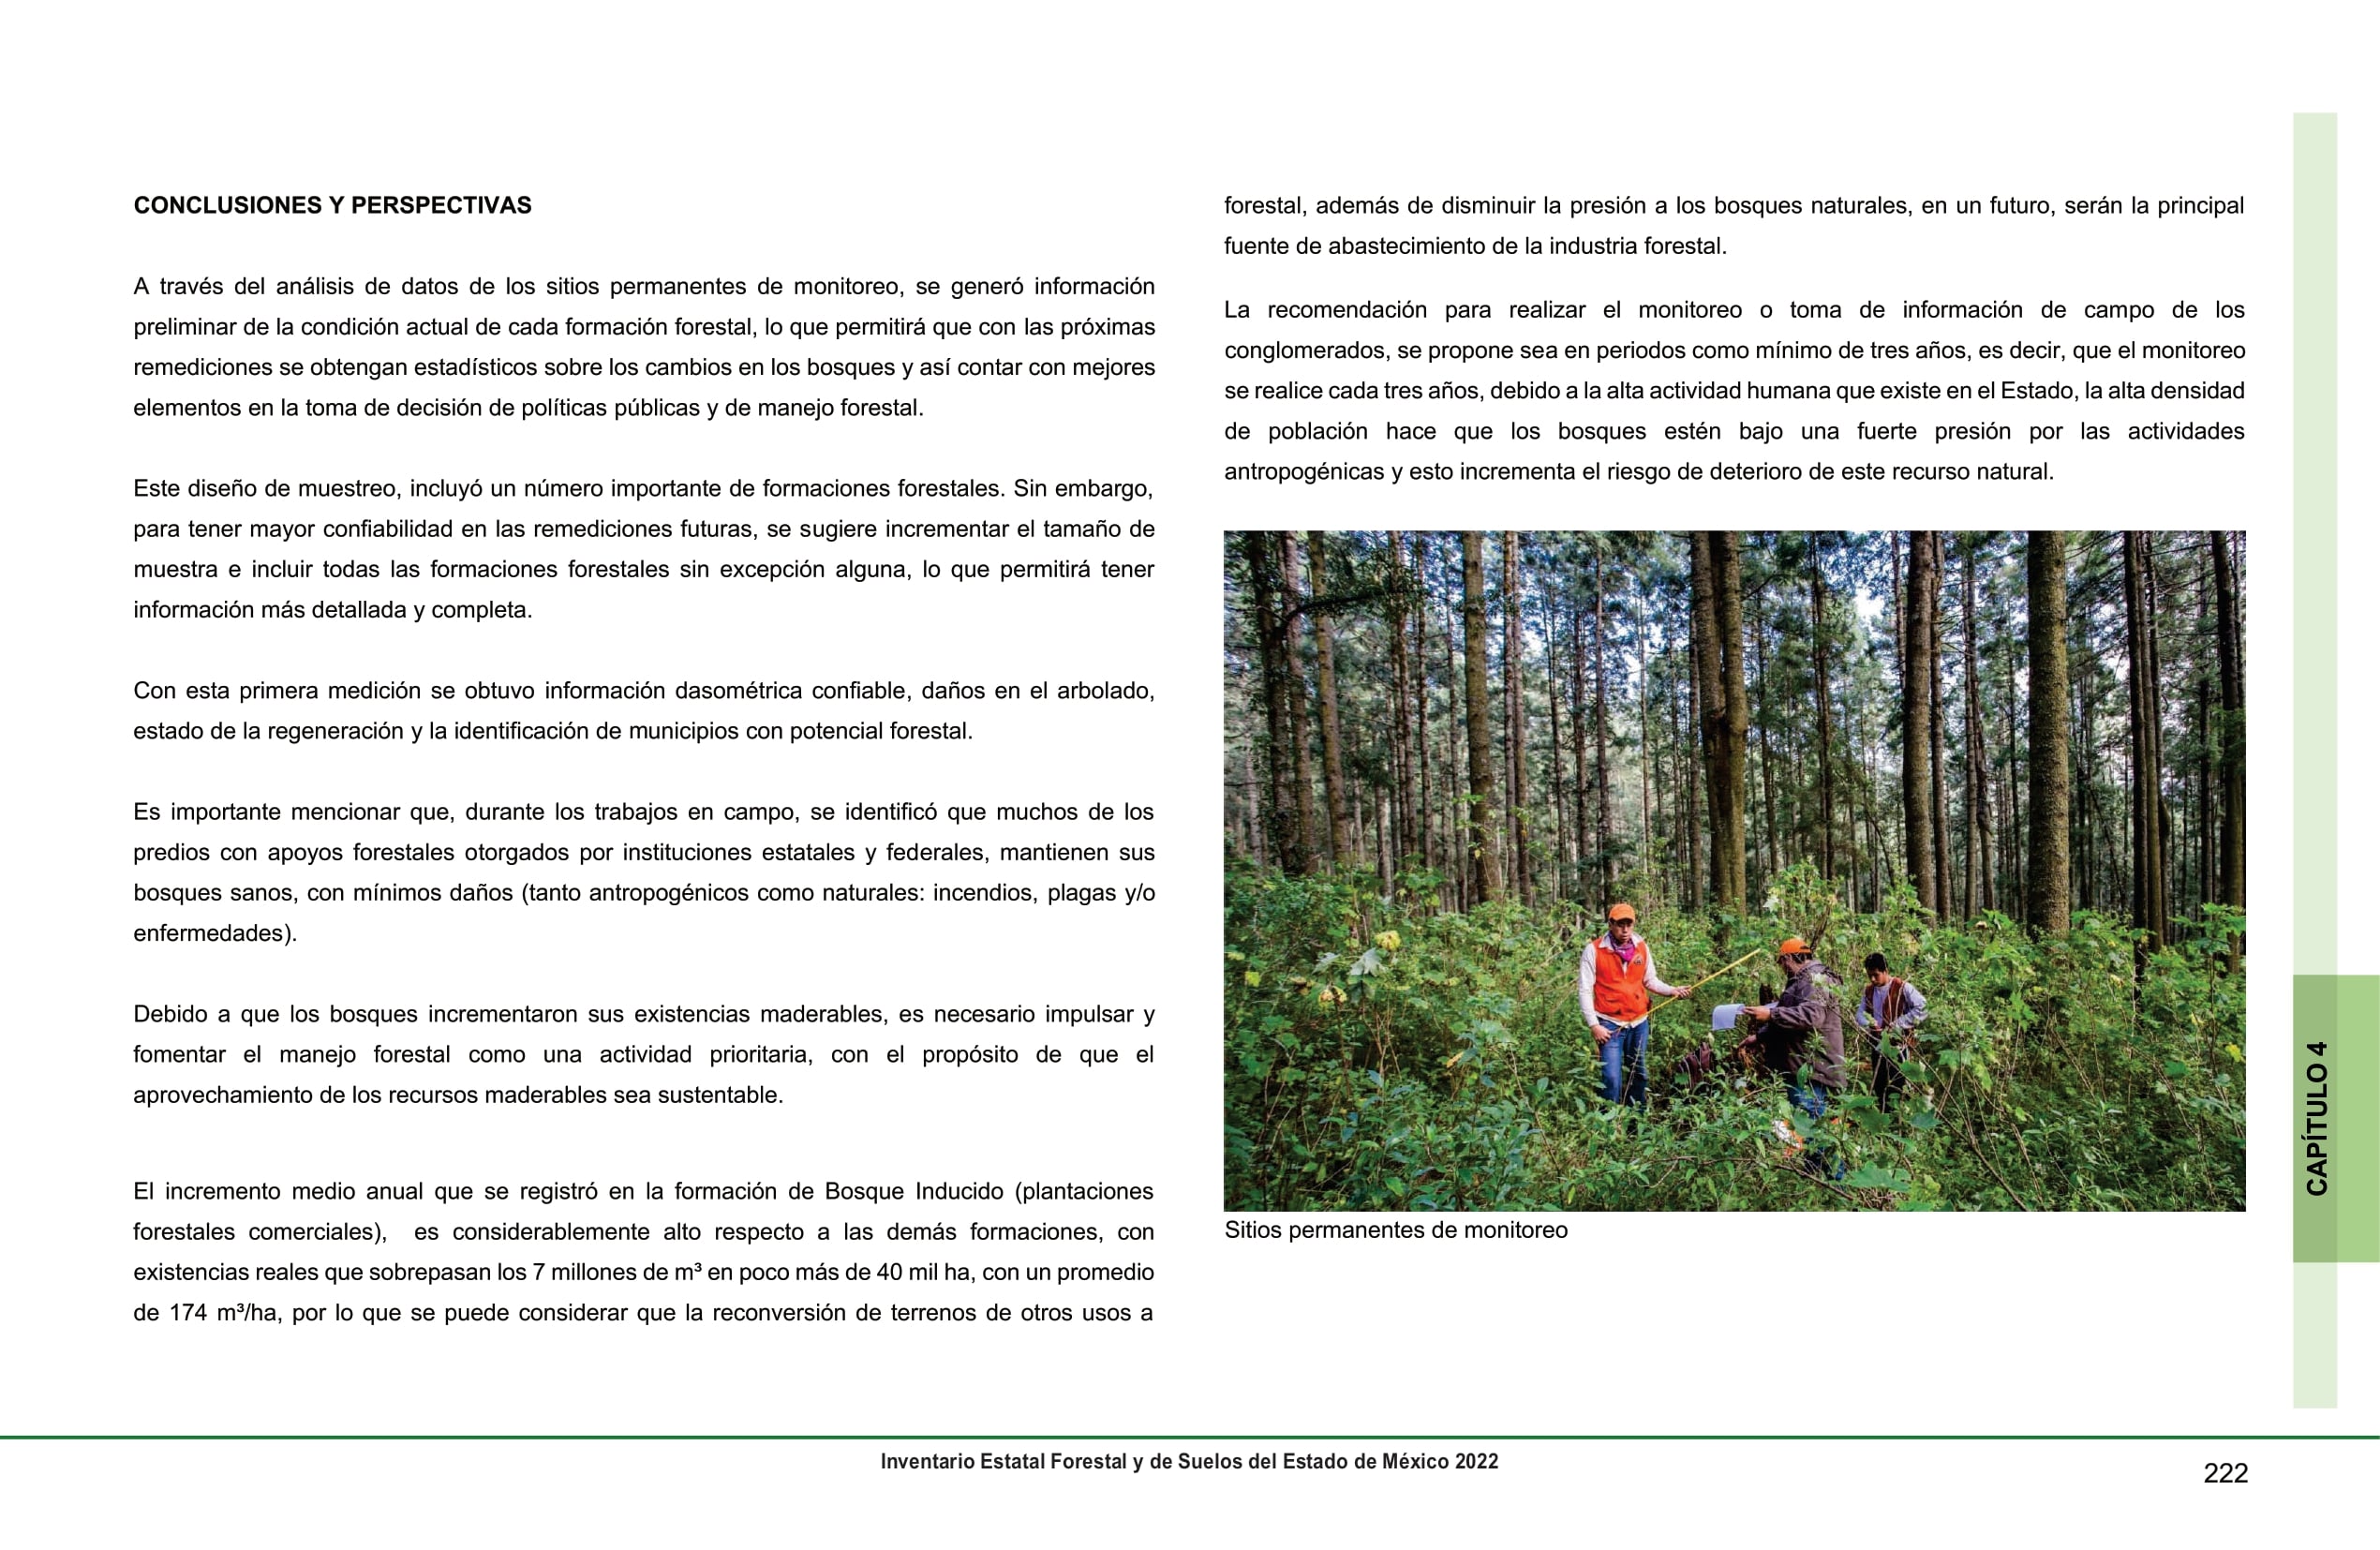 CONCLUSIONES Y PERSPECTIVAS
A través del análisis de datos de los sitios permanentes de monitoreo, se generó información
preliminar de la condición actual de cada formación forestal, lo que permitirá que con las próximas
remediciones se obtengan estadísticos sobre los cambios en los bosques y así contar con mejores
elementos en la toma de decisión de políticas públicas y de manejo forestal.
Este diseño de muestreo, incluyó un número importante de formaciones forestales. Sin embargo,
para tener mayor confiabilidad en las remediciones futuras, se sugiere incrementar el tamaño de
muestra e incluir todas las formaciones forestales sin excepción alguna, lo que permitirá tener
información más detallada y completa.
Con esta primera medición se obtuvo información dasométrica confiable, daños en el arbolado,
estado de la regeneración y la identificación de municipios con potencial forestal.
Es importante mencionar que, durante los trabajos en campo, se identificó que muchos de los
predios con apoyos forestales otorgados por instituciones estatales y federales, mantienen sus
bosques sanos, con mínimos daños (tanto antropogénicos como naturales: incendios, plagas y/o
enfermedades).
Debido a que los bosques incrementaron sus existencias maderables, es necesario impulsar y
fomentar el manejo forestal como una actividad prioritaria, con el propósito de que el
aprovechamiento de los recursos maderables sea sustentable.
El incremento medio anual que se registró en la formación de Bosque Inducido (plantaciones
forestales comerciales), es considerablemente alto respecto a las demás formaciones, con
existencias reales que sobrepasan los 7 millones de m³ en poco más de 40 mil ha, con un promedio
de 174 m³/ha, por lo que se puede considerar que la reconversión de terrenos de otros usos a
forestal, además de disminuir la presión a los bosques naturales, en un futuro, serán la principal
fuente de abastecimiento de la industria forestal.
La recomendación para realizar el monitoreo o toma de información de campo de los
conglomerados, se propone sea en periodos como mínimo de tres años, es decir, que el monitoreo
se realice cada tres años, debido a la alta actividad humana que existe en el Estado, la alta densidad
de población hace que los bosques estén bajo una fuerte presión por las actividades
antropogénicas y esto incrementa el riesgo de deterioro de este recurso natural.
Sitios permanentes de monitoreo
CAPÍTULO 4
Inventario Estatal Forestal y de Suelos del Estado de México 2022
222